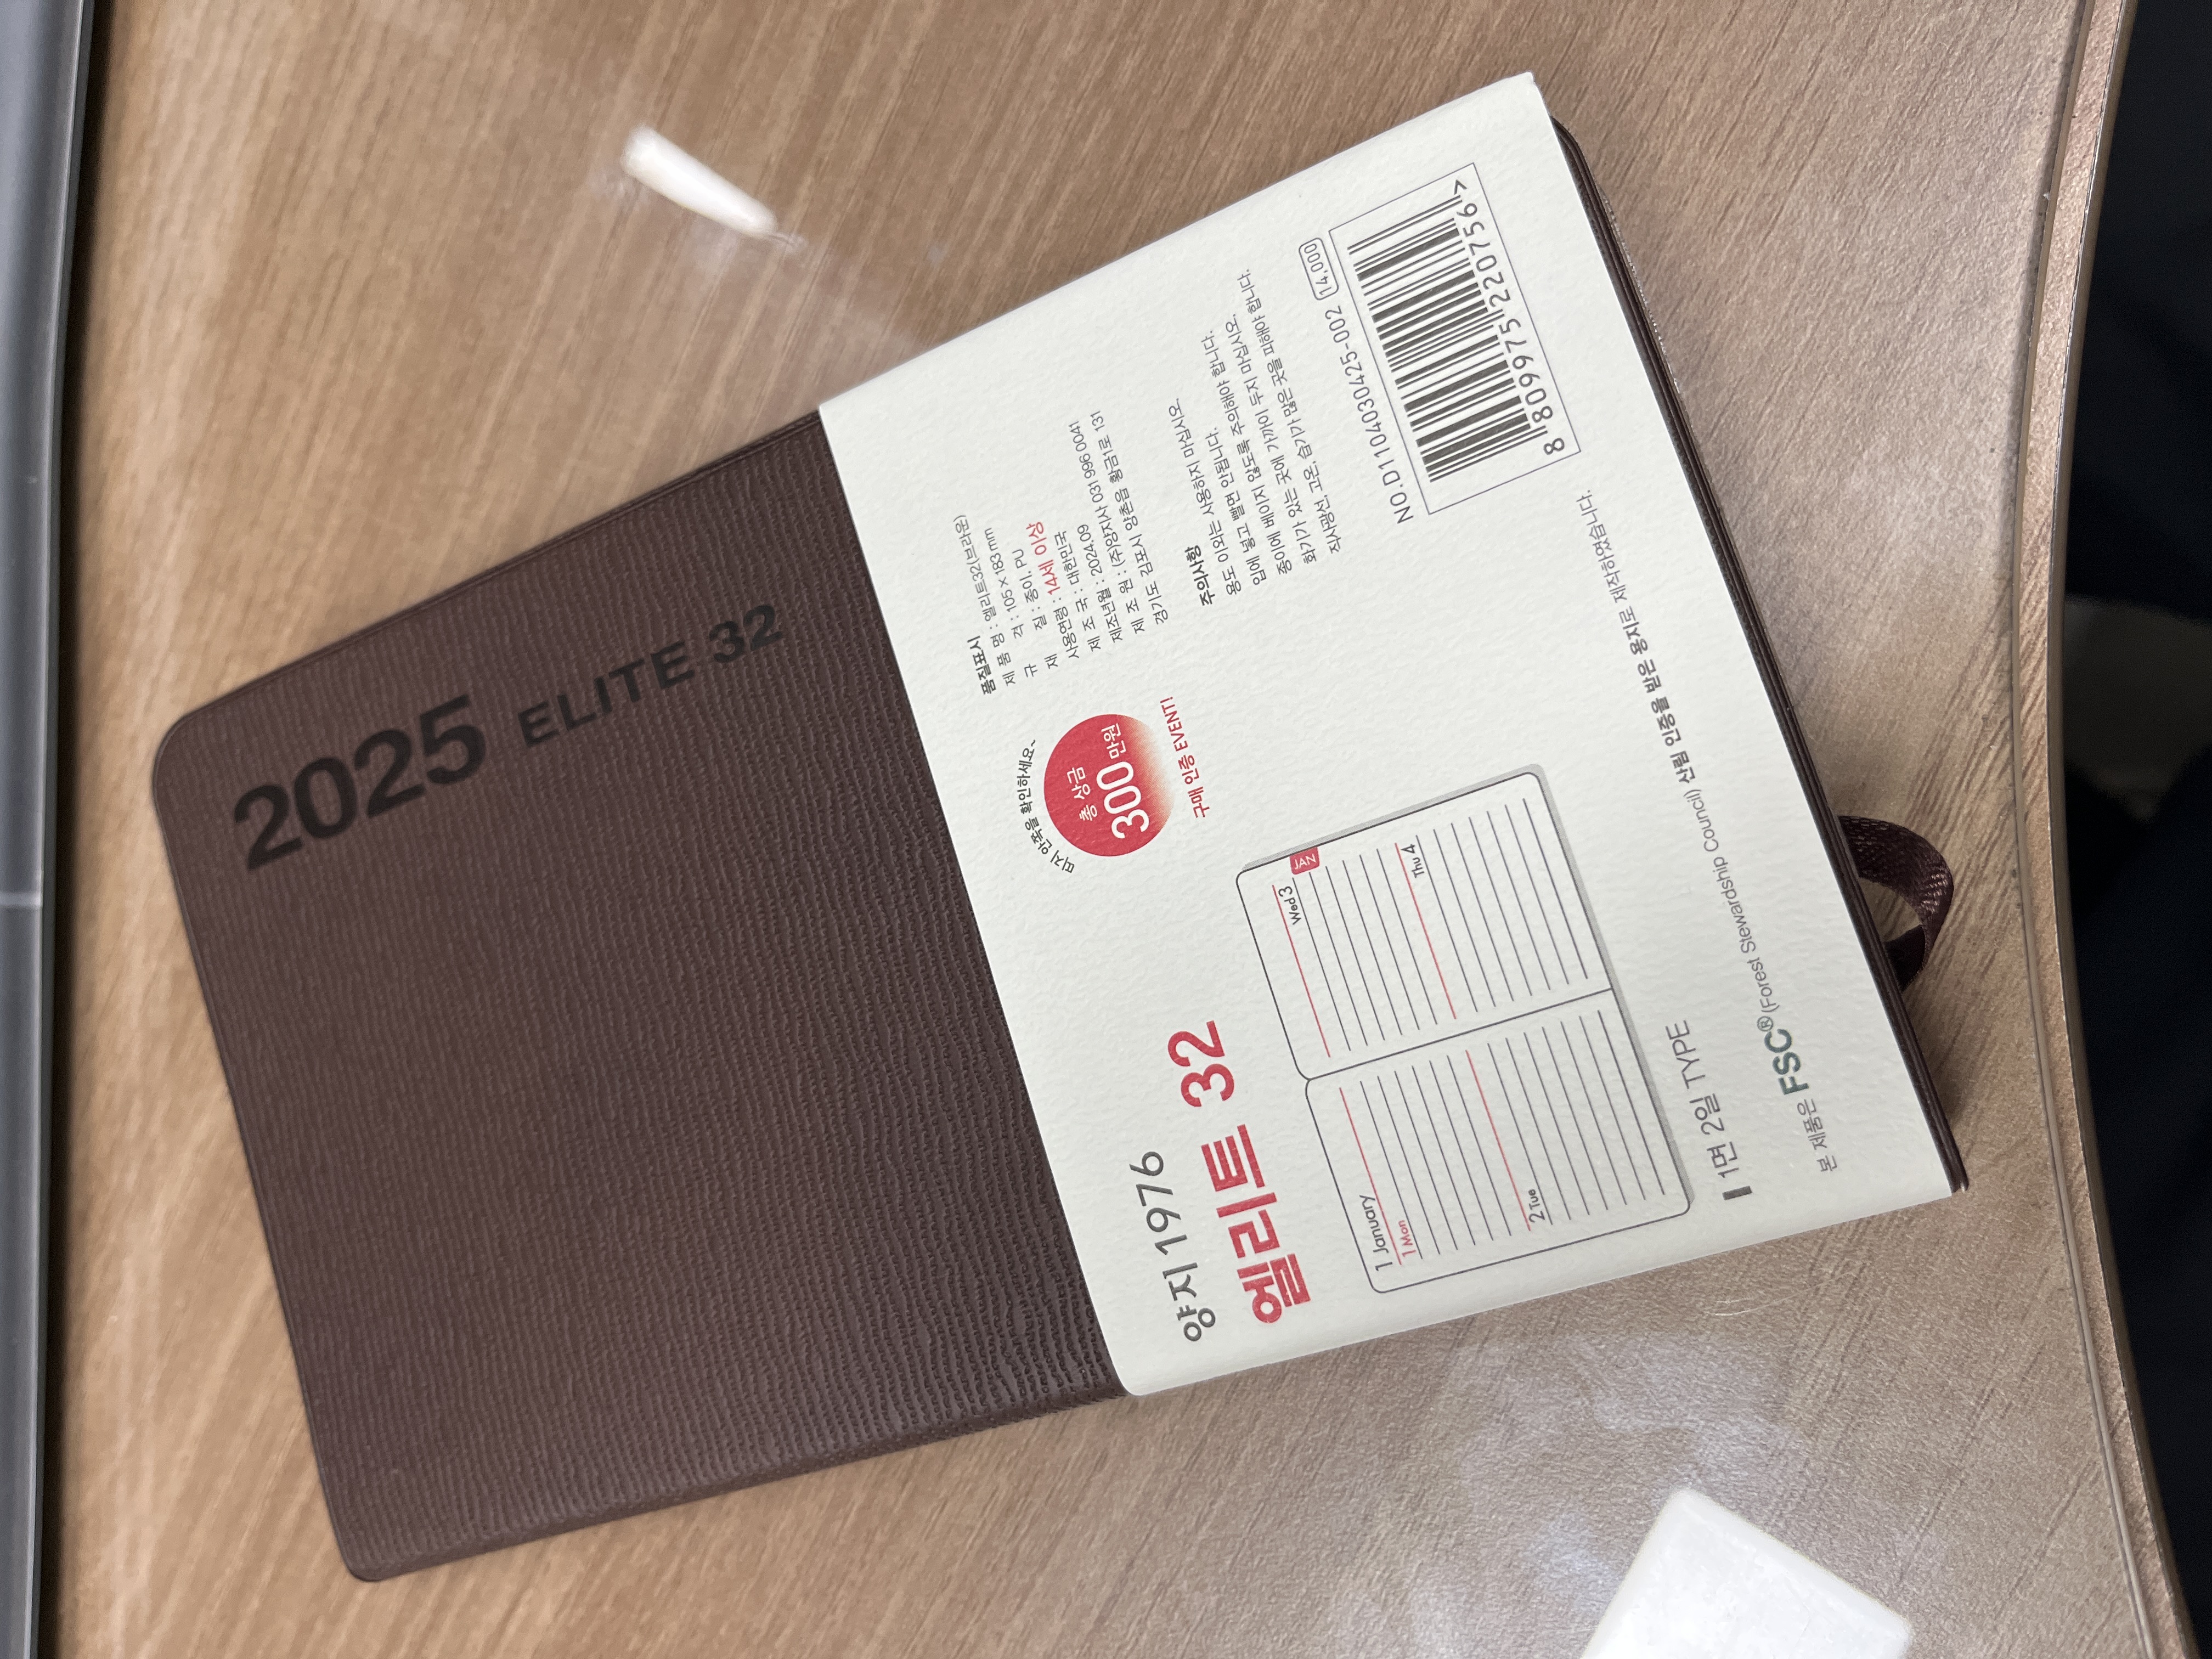 2025
ELITE 32
양지 1976
엘리트 32
띠지 안쪽을 확인하세요~
총 상금
300만원
구매 인증 EVENT!
1 January
1 Mon
2 Tue
Wed 3
JAN
Thu 4
1면 2일 TYPE
본 제품은 FSC® (Forest Stewardship Council) 산림 인증을 받은 용지로 제작하였습니다.
품질표시
제 품 명 : 엘리트32(브라운)
규 격 : 105 × 183 mm
재 질 : 종이, PU
사용연령 : 14세 이상
제 조 국 : 대한민국
제조년월 : 2024.09
제 조 원 : (주)양지사 031 996 0041
경기도 김포시 양촌읍 황금1로 131
주의사항
용도 이외는 사용하지 마십시오.
입에 넣고 빨면 안됩니다.
종이에 베이지 않도록 주의해야 합니다.
화기가 있는 곳에 가까이 두지 마십시오.
직사광선, 고온, 습기가 많은 곳을 피해야 합니다.
NO.D1104030425-002 14,000
8 809975 220756 >